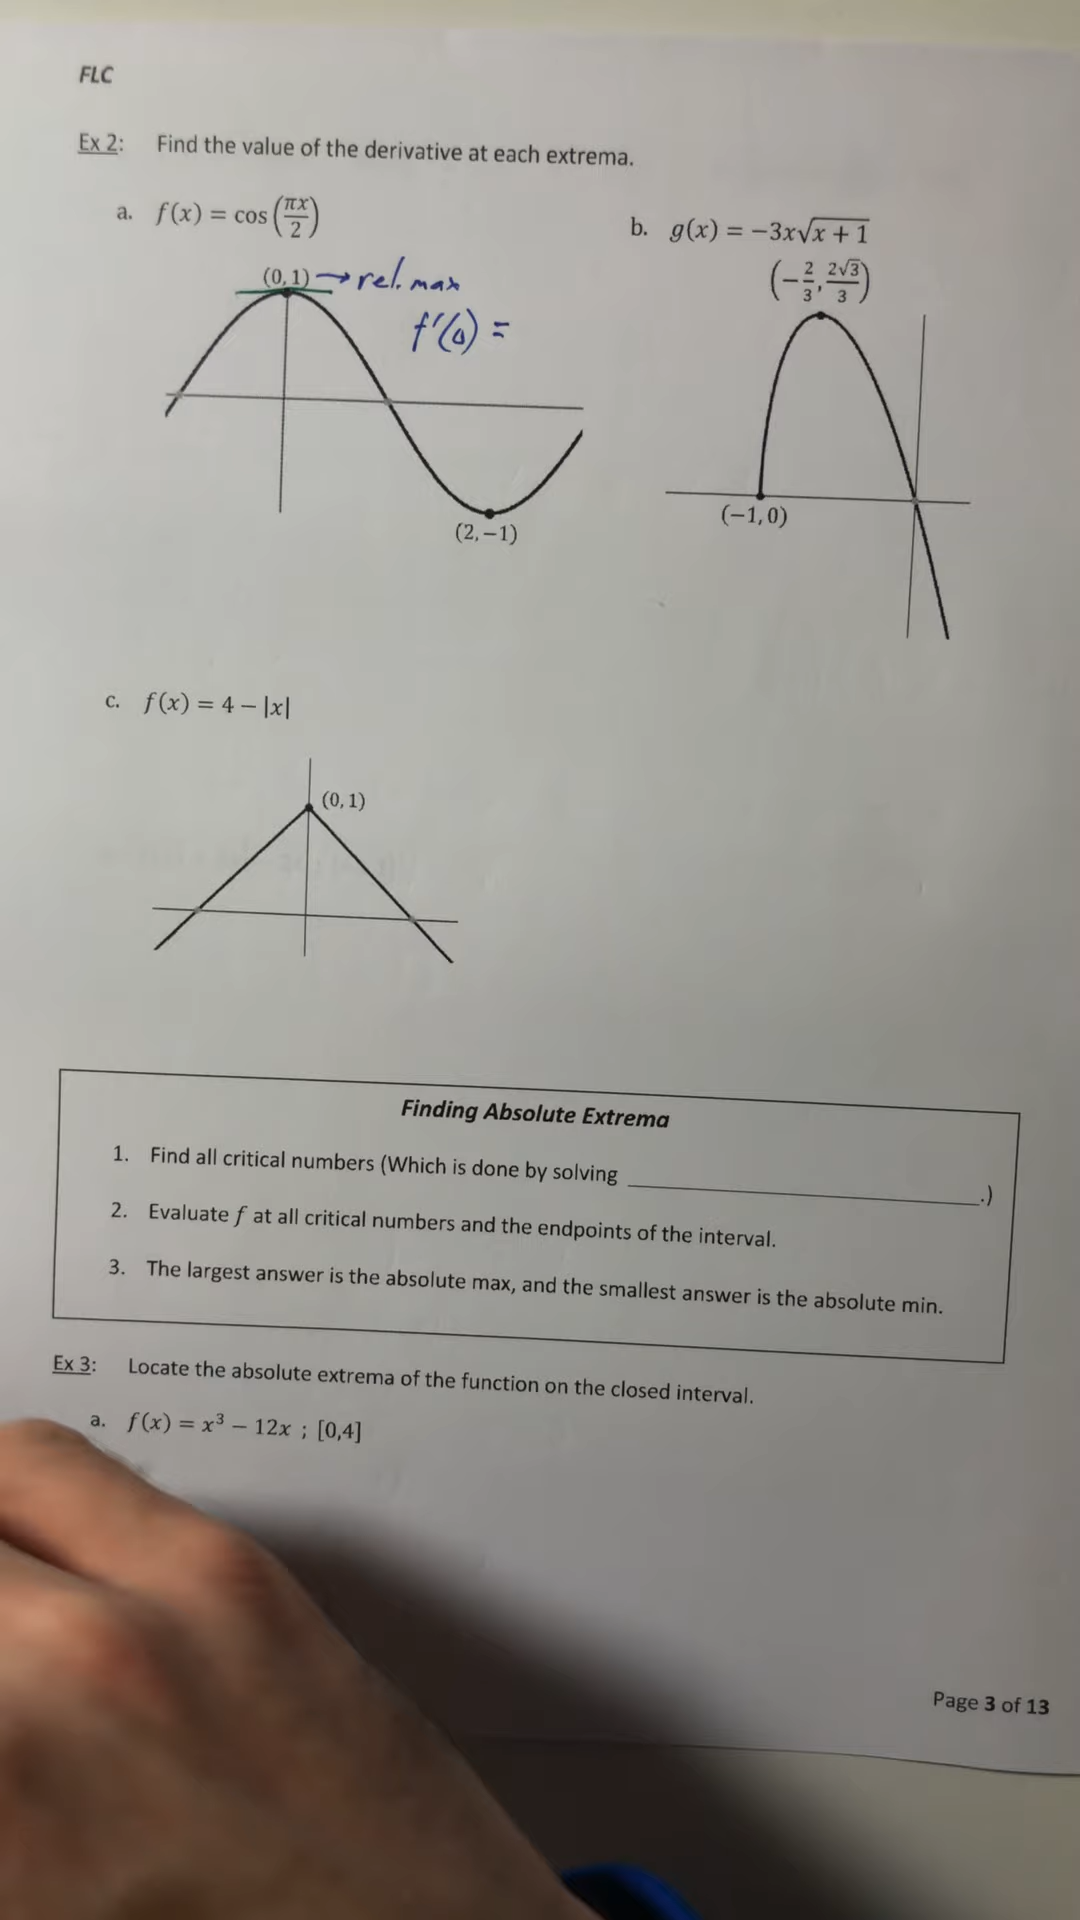 FLC
Ex 2: Find the value of the derivative at each extrema.
a. f(x) = cos(πx/2)
(0,1) → rel. max
f'(0) =
(2,−1)
b. g(x) = −3x√(x + 1)
(−2/3, 2√3/3)
(−1,0)
c. f(x) = 4 − |x|
(0,1)
Finding Absolute Extrema
1. Find all critical numbers (Which is done by solving ____________________.)
2. Evaluate f at all critical numbers and the endpoints of the interval.
3. The largest answer is the absolute max, and the smallest answer is the absolute min.
Ex 3: Locate the absolute extrema of the function on the closed interval.
a. f(x) = x³ − 12x ; [0,4]
Page 3 of 13